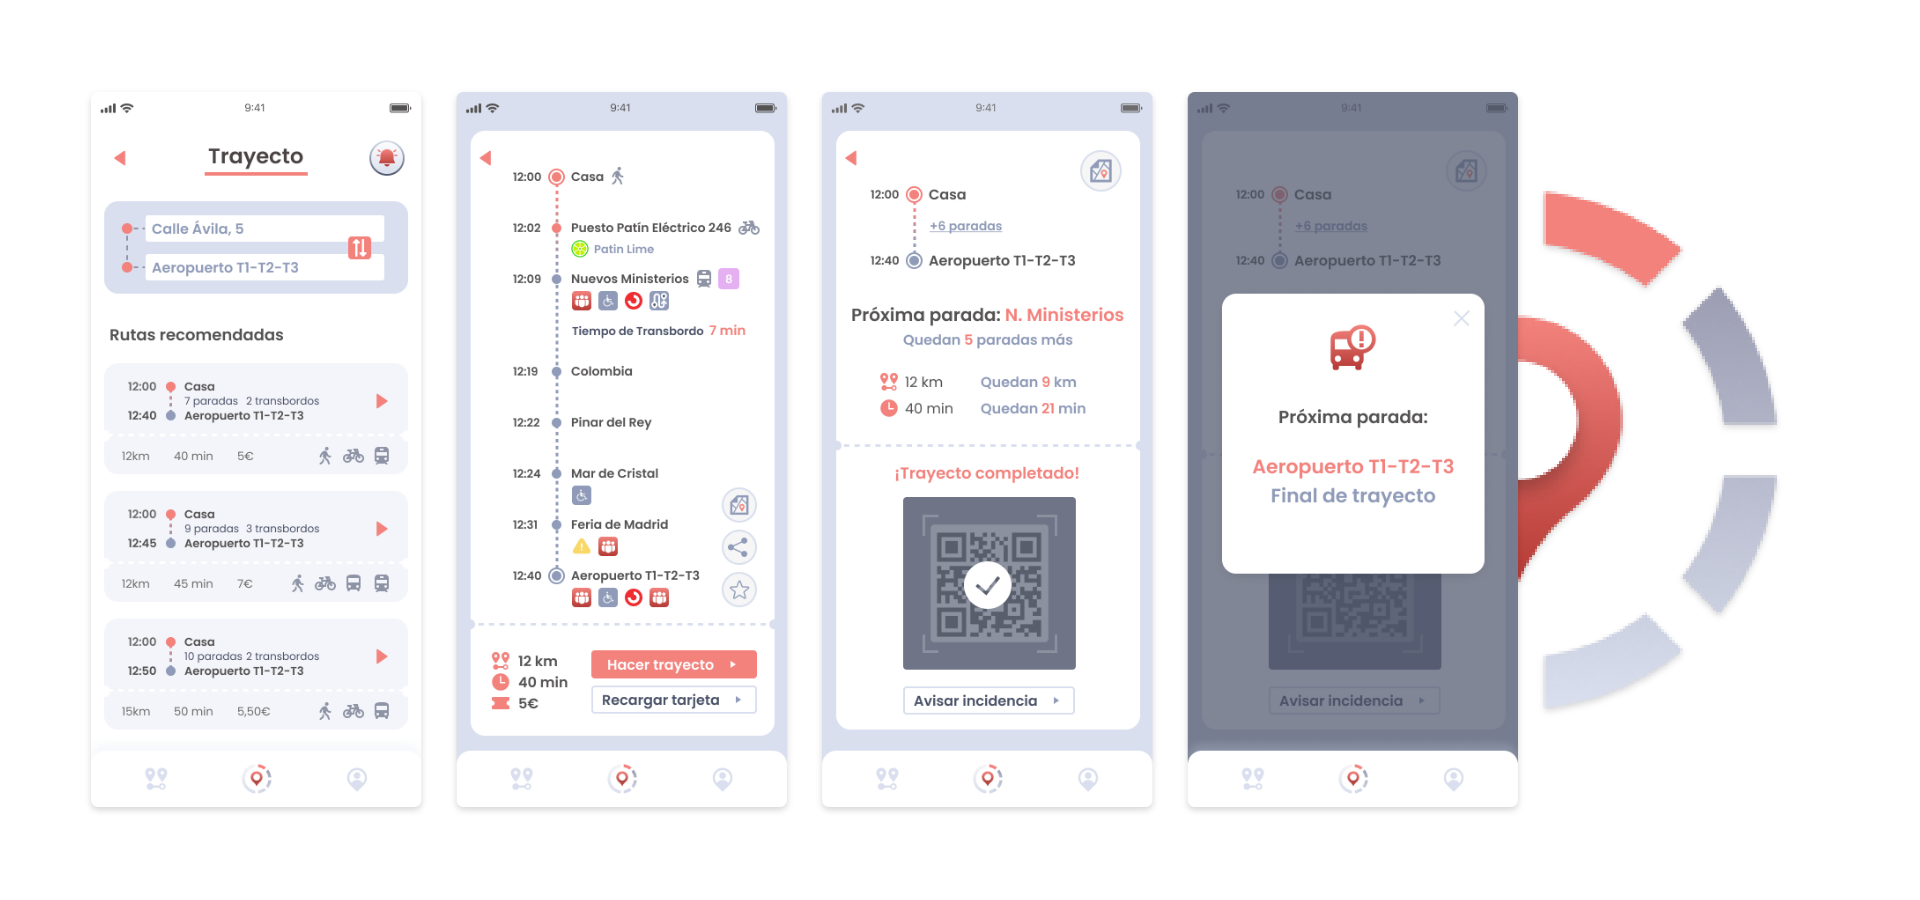 9:41
Trayecto
Calle Ávila, 5
Aeropuerto T1-T2-T3
Rutas recomendadas
12:00 Casa
7 paradas 2 transbordos
12:40 Aeropuerto T1-T2-T3
12km 40 min 5€
12:00 Casa
9 paradas 3 transbordos
12:45 Aeropuerto T1-T2-T3
12km 45 min 7€
12:00 Casa
10 paradas 2 transbordos
12:50 Aeropuerto T1-T2-T3
15km 50 min 5,50€
9:41
12:00 Casa
12:02 Puesto Patín Eléctrico 246
Patin Lime
12:09 Nuevos Ministerios 8
Tiempo de Transbordo 7 min
12:19 Colombia
12:22 Pinar del Rey
12:24 Mar de Cristal
12:31 Feria de Madrid
12:40 Aeropuerto T1-T2-T3
12 km
40 min
5€
Hacer trayecto
Recargar tarjeta
9:41
12:00 Casa
+6 paradas
12:40 Aeropuerto T1-T2-T3
Próxima parada: N. Ministerios
Quedan 5 paradas más
12 km Quedan 9 km
40 min Quedan 21 min
¡Trayecto completado!
Avisar incidencia
9:41
12:00 Casa
+6 paradas
12:40 Aeropuerto T1-T2-T3
Próxima parada:
Aeropuerto T1-T2-T3
Final de trayecto
Avisar incidencia